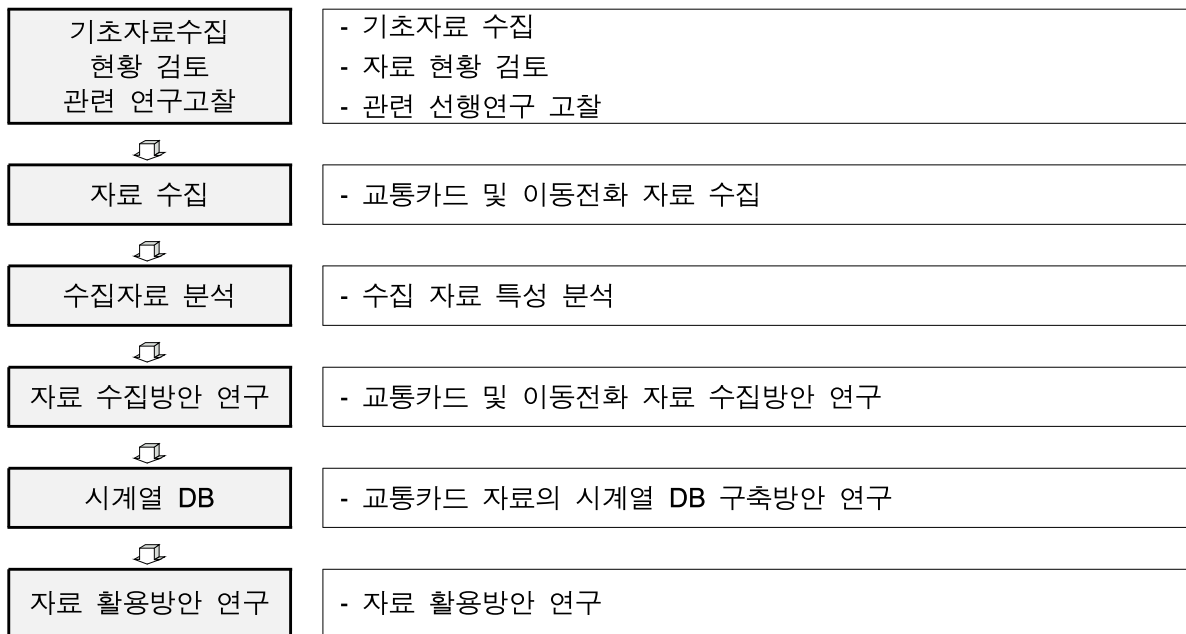 기초자료수집
현황 검토
관련 연구고찰
- 기초자료 수집
- 자료 현황 검토
- 관련 선행연구 고찰
자료 수집
- 교통카드 및 이동전화 자료 수집
수집자료 분석
- 수집 자료 특성 분석
자료 수집방안 연구
- 교통카드 및 이동전화 자료 수집방안 연구
시계열 DB
- 교통카드 자료의 시계열 DB 구축방안 연구
자료 활용방안 연구
- 자료 활용방안 연구